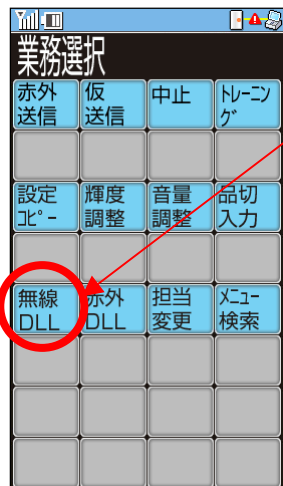 業務選択
赤外
送信
仮
送信
中止
トレーニン
グ
設定
コピー
輝度
調整
音量
調整
品切
入力
無線
DLL
赤外
DLL
担当
変更
メニュー
検索